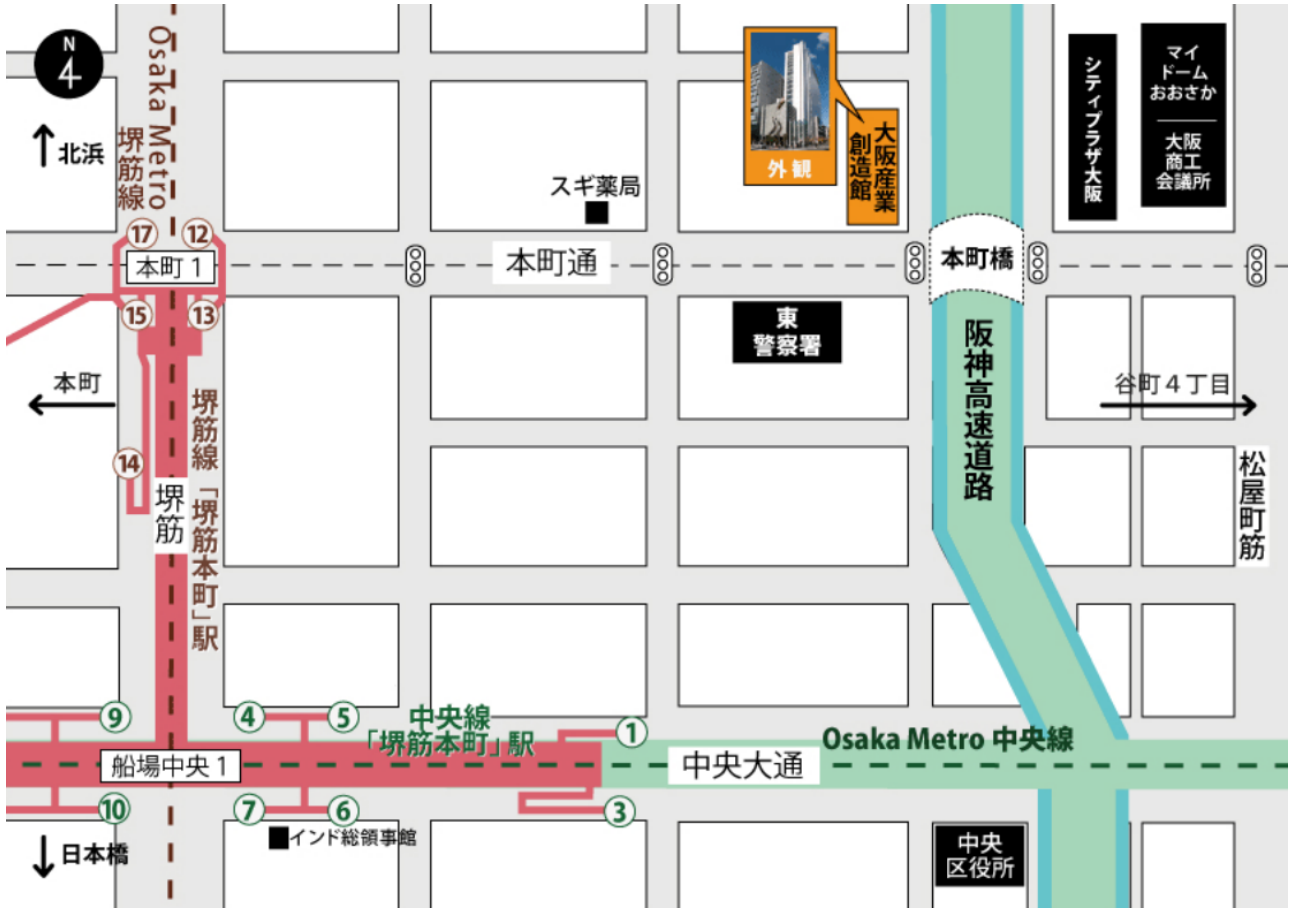 N
4
北浜
Osaka Metro
堺筋線
外観
大阪産業
創造館
シティプラザ大阪
マイ
ドーム
おおさか
大阪
商工
会議所
スギ薬局
17
12
本町1
本町通
本町橋
15
13
東
警察署
阪神高速道路
本町
谷町4丁目
堺筋線「堺筋本町」駅
14
堺筋
松屋町筋
9
4
5
中央線
「堺筋本町」駅
1
Osaka Metro 中央線
船場中央1
中央大通
10
7
6
3
インド総領事館
日本橋
中央
区役所